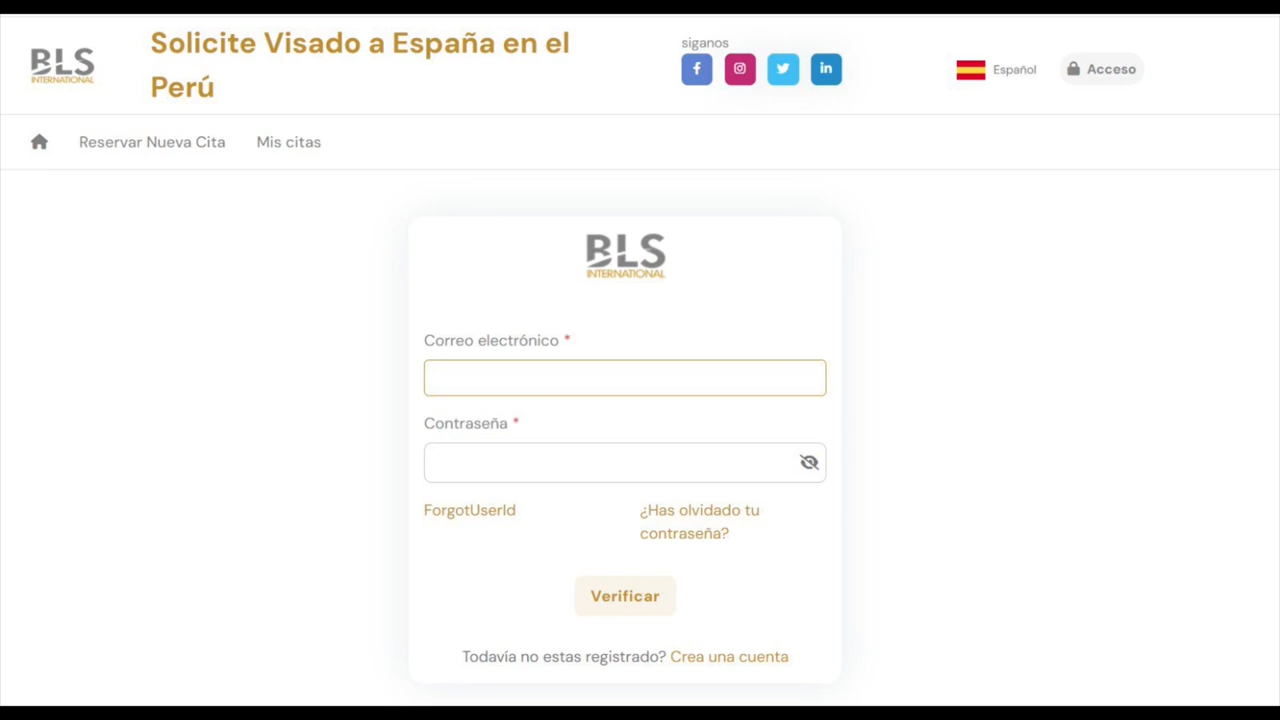 BLS
INTERNATIONAL
Solicite Visado a España en el
Perú
siganos
Español
Acceso
Reservar Nueva Cita
Mis citas
BLS
INTERNATIONAL
Correo electrónico *
Contraseña *
ForgotUserId
¿Has olvidado tu
contraseña?
Verificar
Todavía no estas registrado? Crea una cuenta